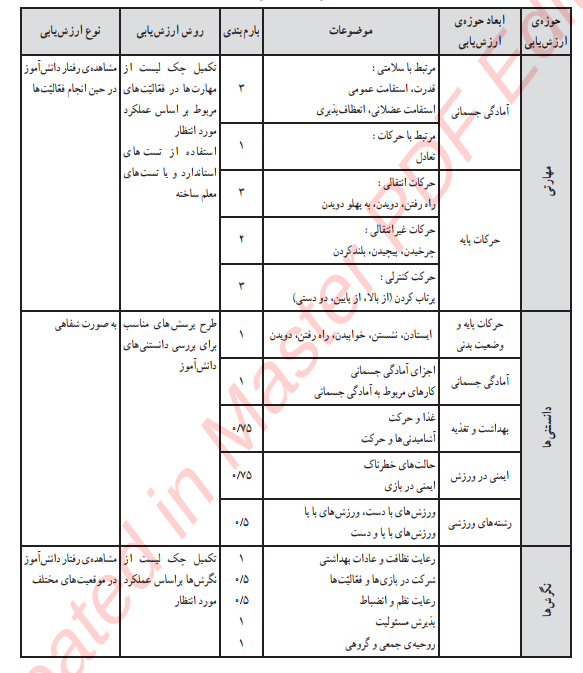 حوزه‌ی ارزش‌یابی
ابعاد حوزه‌ی ارزش‌یابی
موضوعات
بارم‌بندی
روش ارزش‌یابی
نوع ارزش‌یابی
مهارتی
آمادگی جسمانی
مرتبط با سلامتی :
قدرت، استقامت عمومی
استقامت عضلانی، انعطاف‌پذیری
۳
تکمیل چک لیست از
مهارت‌ها در فعالیّت‌های
مربوط بر اساس عملکرد
مورد انتظار
استفاده از تست‌های
استاندارد و یا تست‌های
معلم ساخته
مشاهده‌ی رفتار دانش‌آموز
در حین انجام فعالیّت‌ها
مرتبط با حرکات :
تعادل
۱
حرکات پایه
حرکات انتقالی :
راه رفتن، دویدن، به پهلو دویدن
۳
حرکات غیرانتقالی :
چرخیدن، پیچیدن، بلندکردن
۲
حرکت کنترلی :
پرتاب کردن (از بالا، از پایین، دو دستی)
۳
دانستنی‌ها
حرکات پایه و
وضعیت بدنی
ایستادن، نشستن، خوابیدن، راه رفتن، دویدن
۱
طرح پرسش‌های مناسب
برای بررسی دانستنی‌های
دانش‌آموز
به صورت شفاهی
آمادگی جسمانی
اجزای آمادگی جسمانی
کارهای مربوط به آمادگی جسمانی
۱
بهداشت و تغذیه
غذا و حرکت
آشامیدنی‌ها و حرکت
۰/۷۵
ایمنی در ورزش
حالت‌های خطرناک
ایمنی در بازی
۰/۷۵
رشته‌های ورزشی
ورزش‌های با دست، ورزش‌های با پا
ورزش‌های با پا و دست
۰/۵
نگرش‌ها
رعایت نظافت و عادات بهداشتی
۱
شرکت در بازی‌ها و فعالیّت‌ها
۰/۵
رعایت نظم و انضباط
۰/۵
پذیرش مسئولیت
۱
روحیه‌ی جمعی و گروهی
۱
تکمیل چک لیست از
نگرش‌ها براساس عملکرد
مورد انتظار
مشاهده‌ی رفتار دانش‌آموز
در موقعیت‌های مختلف
eated in Master PDF Edi